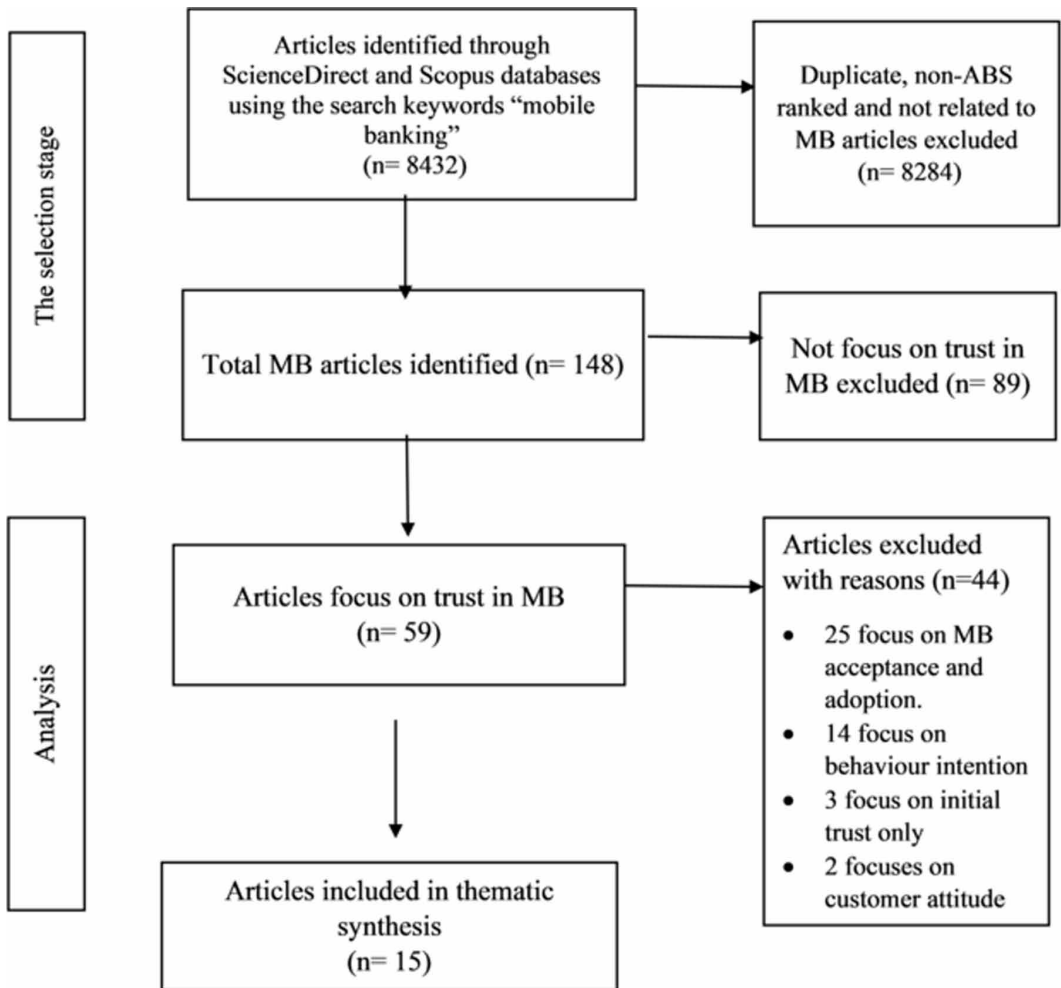 The selection stage
Articles identified through
ScienceDirect and Scopus databases
using the search keywords “mobile
banking”
(n= 8432)
Duplicate, non-ABS
ranked and not related to
MB articles excluded
(n= 8284)
Total MB articles identified (n= 148)
Not focus on trust in
MB excluded (n= 89)
Analysis
Articles focus on trust in MB
(n= 59)
Articles excluded
with reasons (n=44)
• 25 focus on MB
acceptance and
adoption.
• 14 focus on
behaviour intention
• 3 focus on initial
trust only
• 2 focuses on
customer attitude
Articles included in thematic
synthesis
(n= 15)